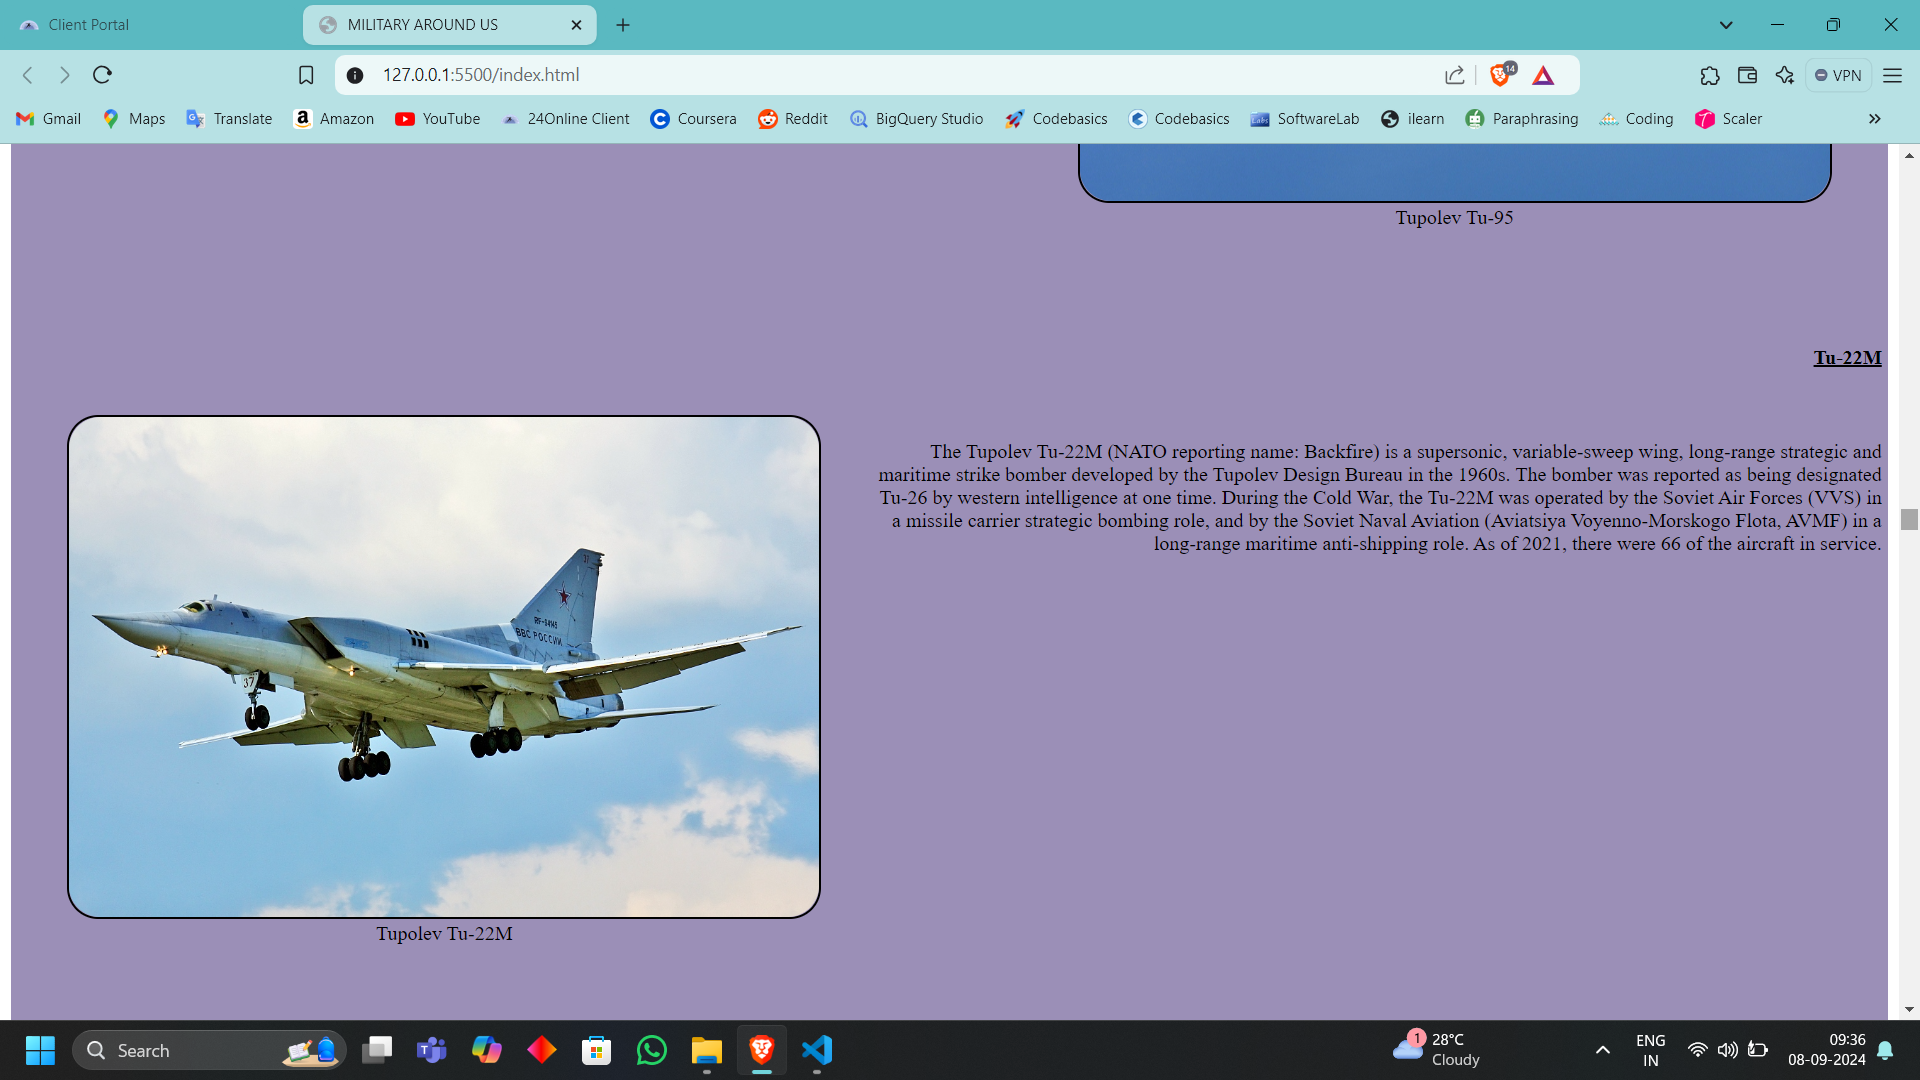 Client Portal
MILITARY AROUND US
127.0.0.1:5500/index.html
14
VPN
Gmail
Maps
Translate
Amazon
YouTube
24Online Client
Coursera
Reddit
BigQuery Studio
Codebasics
Codebasics
SoftwareLab
ilearn
Paraphrasing
Coding
Scaler
Tupolev Tu-95
Tu-22M
The Tupolev Tu-22M (NATO reporting name: Backfire) is a supersonic, variable-sweep wing, long-range strategic and
maritime strike bomber developed by the Tupolev Design Bureau in the 1960s. The bomber was reported as being designated
Tu-26 by western intelligence at one time. During the Cold War, the Tu-22M was operated by the Soviet Air Forces (VVS) in
a missile carrier strategic bombing role, and by the Soviet Naval Aviation (Aviatsiya Voyenno-Morskogo Flota, AVMF) in a
long-range maritime anti-shipping role. As of 2021, there were 66 of the aircraft in service.
ВВС РОССИИ
37
Tupolev Tu-22M
Search
1
28°C
Cloudy
ENG
IN
09:36
08-09-2024